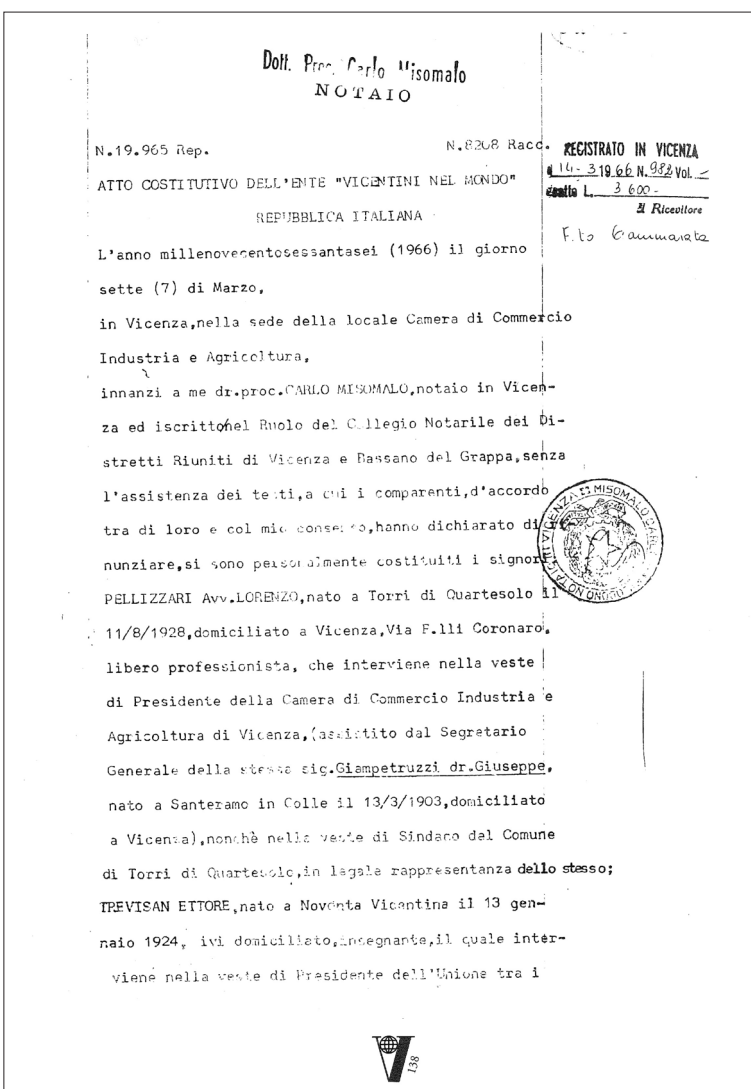 Dott. Proc. Carlo Misomalo
NOTAIO
N.19.965 Rep.
N.8208 Racc.
REGISTRATO IN VICENZA
14-3 1966 N. 982 Vol. -
esatte L. 3 600-
Il Ricevitore
F.to Cammarata
ATTO COSTITUTIVO DELL'ENTE "VICENTINI NEL MONDO"
REPUBBLICA ITALIANA
L'anno millenovecentosessantasei (1966) il giorno
sette (7) di Marzo,
in Vicenza,nella sede della locale Camera di Commercio
Industria e Agricoltura,
innanzi a me dr.proc.CARLO MISOMALO,notaio in Vicen-
za ed iscritto nel Ruolo del Collegio Notarile dei Di-
stretti Riuniti di Vicenza e Bassano del Grappa,senza
l'assistenza dei testi,a cui i comparenti,d'accordo
tra di loro e col mio consenso,hanno dichiarato di
nunziare,si sono personalmente costituiti i signori
PELLIZZARI Avv.LORENZO,nato a Torri di Quartesolo il
11/8/1928,domiciliato a Vicenza,Via F.lli Coronaro,
libero professionista, che interviene nella veste
di Presidente della Camera di Commercio Industria e
Agricoltura di Vicenza,(assistito dal Segretario
Generale della stessa sig.Giampetruzzi dr.Giuseppe,
nato a Santeramo in Colle il 13/3/1903,domiciliato
a Vicenza),nonchè nella veste di Sindaco del Comune
di Torri di Quartesolo,in legale rappresentanza dello stesso;
TREVISAN ETTORE,nato a Noventa Vicentina il 13 gen-
naio 1924, ivi domiciliato,insegnante,il quale inter-
viene nella veste di Presidente dell'Unione tra i
138